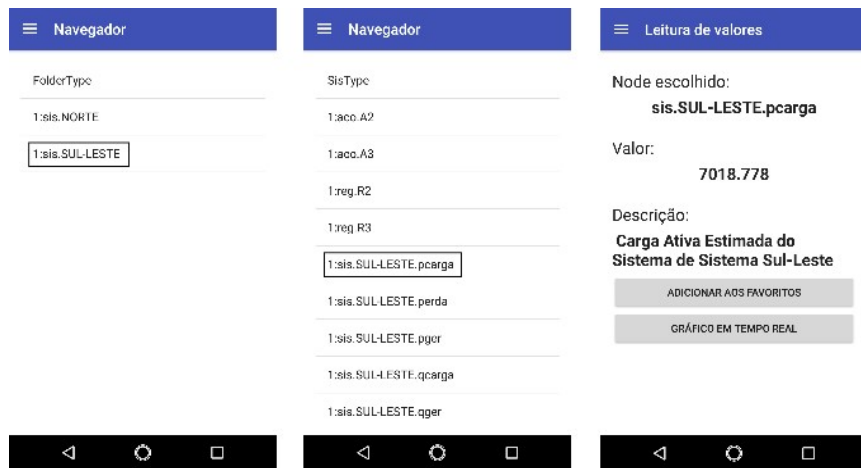 Navegador
FolderType
1:sis.NORTE
1:sis.SUL-LESTE
Navegador
SisType
1:aco.A2
1:aco.A3
1:reg.R2
1:reg.R3
1:sis.SUL-LESTE.pcarga
1:sis.SUL-LESTE.perda
1:sis.SUL-LESTE.pger
1:sis.SUL-LESTE.qcarga
1:sis.SUL-LESTE.qger
Leitura de valores
Node escolhido:
sis.SUL-LESTE.pcarga
Valor:
7018.778
Descrição:
Carga Ativa Estimada do
Sistema de Sistema Sul-Leste
ADICIONAR AOS FAVORITOS
GRÁFICO EM TEMPO REAL